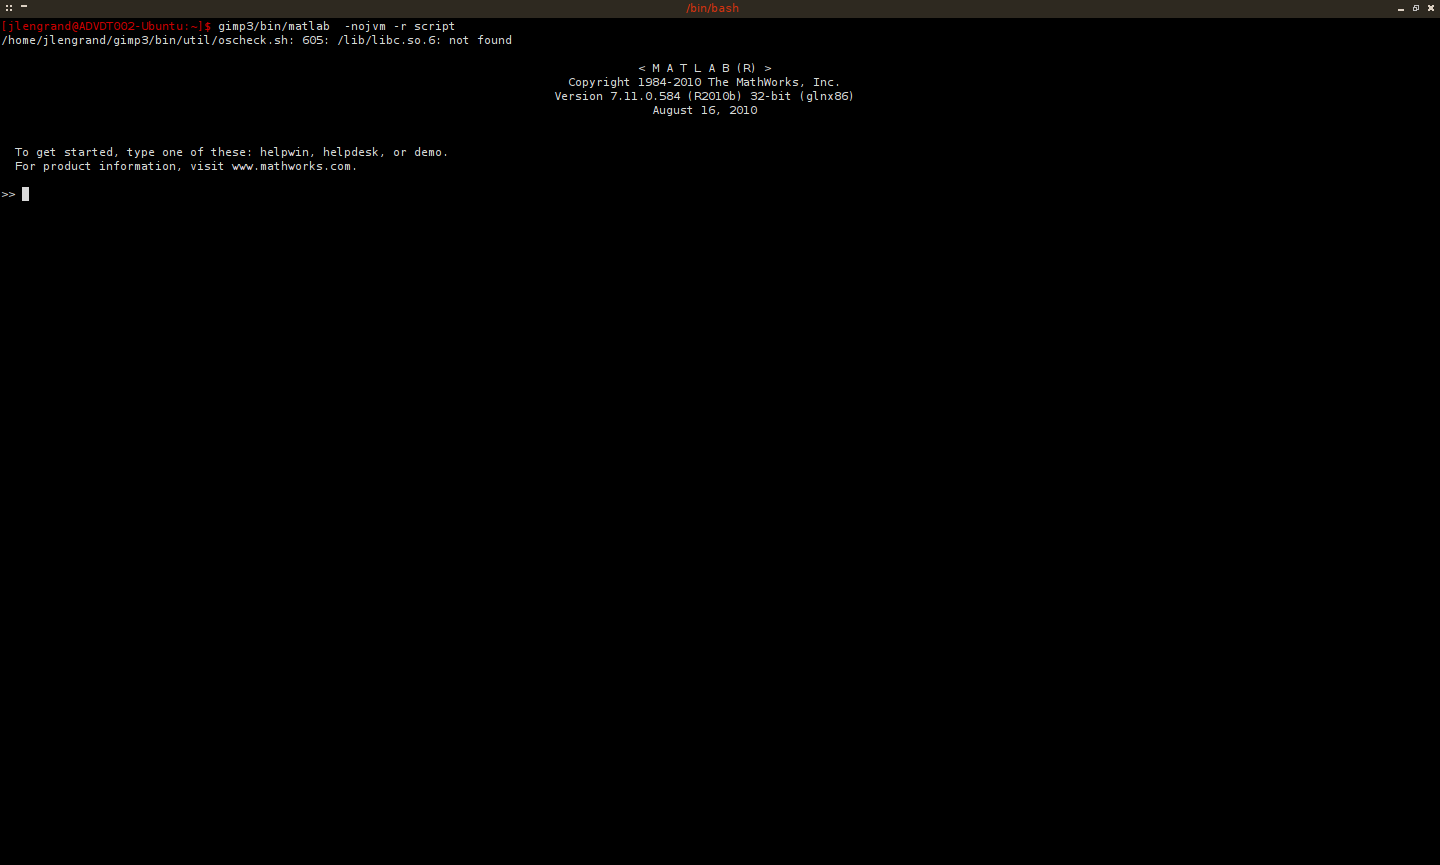 /bin/bash
[jlengrand@ADVDT002-Ubuntu:~]$ gimp3/bin/matlab  -nojvm -r script
/home/jlengrand/gimp3/bin/util/oscheck.sh: 605: /lib/libc.so.6: not found
< M A T L A B (R) >
Copyright 1984-2010 The MathWorks, Inc.
Version 7.11.0.584 (R2010b) 32-bit (glnx86)
August 16, 2010
To get started, type one of these: helpwin, helpdesk, or demo.
For product information, visit www.mathworks.com.
>>